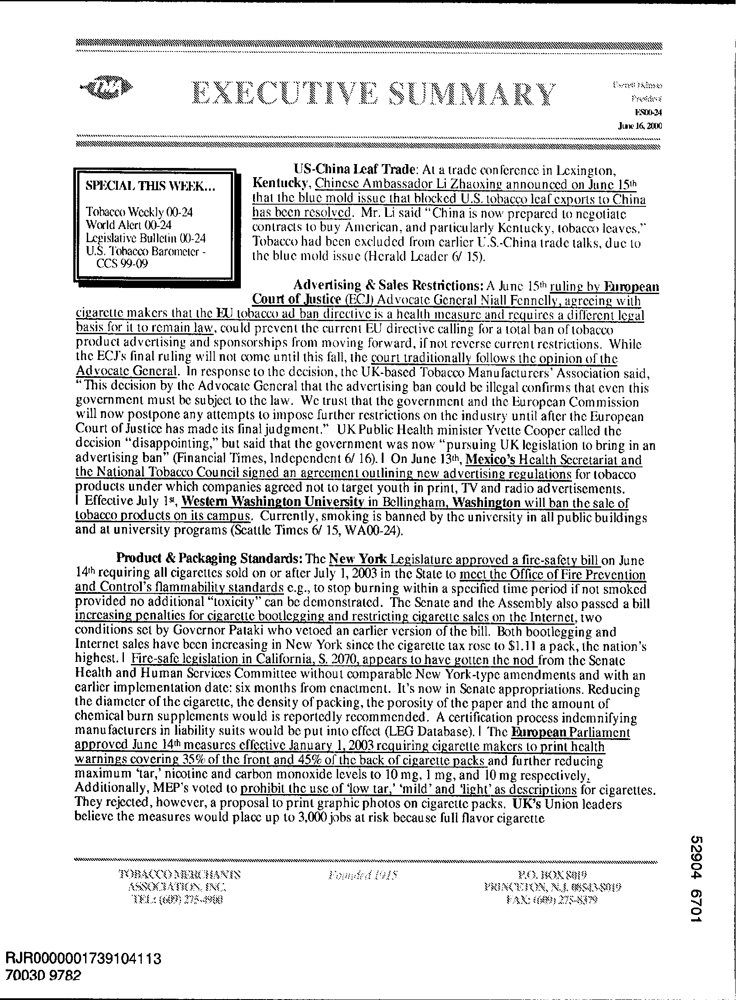 TMA
EXECUTIVE SUMMARY
President
ES00-24
June 16, 2000
SPECIAL THIS WEEK...
Tobacco Weekly 00-24
World Alert 00-24
Legislative Bulletin 00-24
U.S. Tobacco Barometer -
CCS 99-09
US-China Leaf Trade: At a trade conference in Lexington,
Kentucky, Chinese Ambassador Li Zhaoxing announced on June 15th
that the blue mold issue that blocked U.S. tobacco leaf exports to China
has been resolved. Mr. Li said "China is now prepared to negotiate
contracts to buy American, and particularly Kentucky, tobacco leaves."
Tobacco had been excluded from earlier U.S.-China trade talks, due to
the blue mold issue (Herald Leader 6/ 15).
Advertising & Sales Restrictions: A June 15th ruling by European
Court of Justice (ECJ) Advocate General Niall Fennelly, agreeing with
cigarette makers that the EU tobacco ad ban directive is a health measure and requires a different legal
basis for it to remain law, could prevent the current EU directive calling for a total ban of tobacco
product advertising and sponsorships from moving forward, if not reverse current restrictions. While
the ECJ's final ruling will not come until this fall, the court traditionally follows the opinion of the
Advocate General. In response to the decision, the UK-based Tobacco Manufacturers' Association said,
"This decision by the Advocate General that the advertising ban could be illegal confirms that even this
government must be subject to the law. We trust that the government and the European Commission
will now postpone any attempts to impose further restrictions on the industry until after the European
Court of Justice has made its final judgment." UK Public Health minister Yvette Cooper called the
decision "disappointing," but said that the government was now "pursuing UK legislation to bring in an
advertising ban" (Financial Times, Independent 6/ 16). | On June 13th, Mexico's Health Secretariat and
the National Tobacco Council signed an agreement outlining new advertising regulations for tobacco
products under which companies agreed not to target youth in print, TV and radio advertisements.
| Effective July 1st, Western Washington University in Bellingham, Washington will ban the sale of
tobacco products on its campus. Currently, smoking is banned by the university in all public buildings
and at university programs (Seattle Times 6/ 15, WA00-24).
Product & Packaging Standards: The New York Legislature approved a fire-safety bill on June
14th requiring all cigarettes sold on or after July 1, 2003 in the State to meet the Office of Fire Prevention
and Control's flammability standards e.g., to stop burning within a specified time period if not smoked
provided no additional "toxicity" can be demonstrated. The Senate and the Assembly also passed a bill
increasing penalties for cigarette bootlegging and restricting cigarette sales on the Internet, two
conditions set by Governor Pataki who vetoed an earlier version of the bill. Both bootlegging and
Internet sales have been increasing in New York since the cigarette tax rose to $1.11 a pack, the nation's
highest. | Fire-safe legislation in California, S. 2070, appears to have gotten the nod from the Senate
Health and Human Services Committee without comparable New York-type amendments and with an
earlier implementation date: six months from enactment. It's now in Senate appropriations. Reducing
the diameter of the cigarette, the density of packing, the porosity of the paper and the amount of
chemical burn supplements would is reportedly recommended. A certification process indemnifying
manufacturers in liability suits would be put into effect (LEG Database). | The European Parliament
approved June 14th measures effective January 1, 2003 requiring cigarette makers to print health
warnings covering 35% of the front and 45% of the back of cigarette packs and further reducing
maximum 'tar,' nicotine and carbon monoxide levels to 10 mg, 1 mg, and 10 mg respectively.
Additionally, MEP's voted to prohibit the use of 'low tar,' 'mild' and 'light' as descriptions for cigarettes.
They rejected, however, a proposal to print graphic photos on cigarette packs. UK's Union leaders
believe the measures would place up to 3,000 jobs at risk because full flavor cigarette
TOBACCO MERCHANTS
ASSOCIATION, INC.
TEL: (609) 275-4900
Founded 1915
P.O. BOX 8019
PRINCETON, N.J. 08543-8019
FAX: (609) 275-8379
52904 6701
RJR0000001739104113
70030 9782